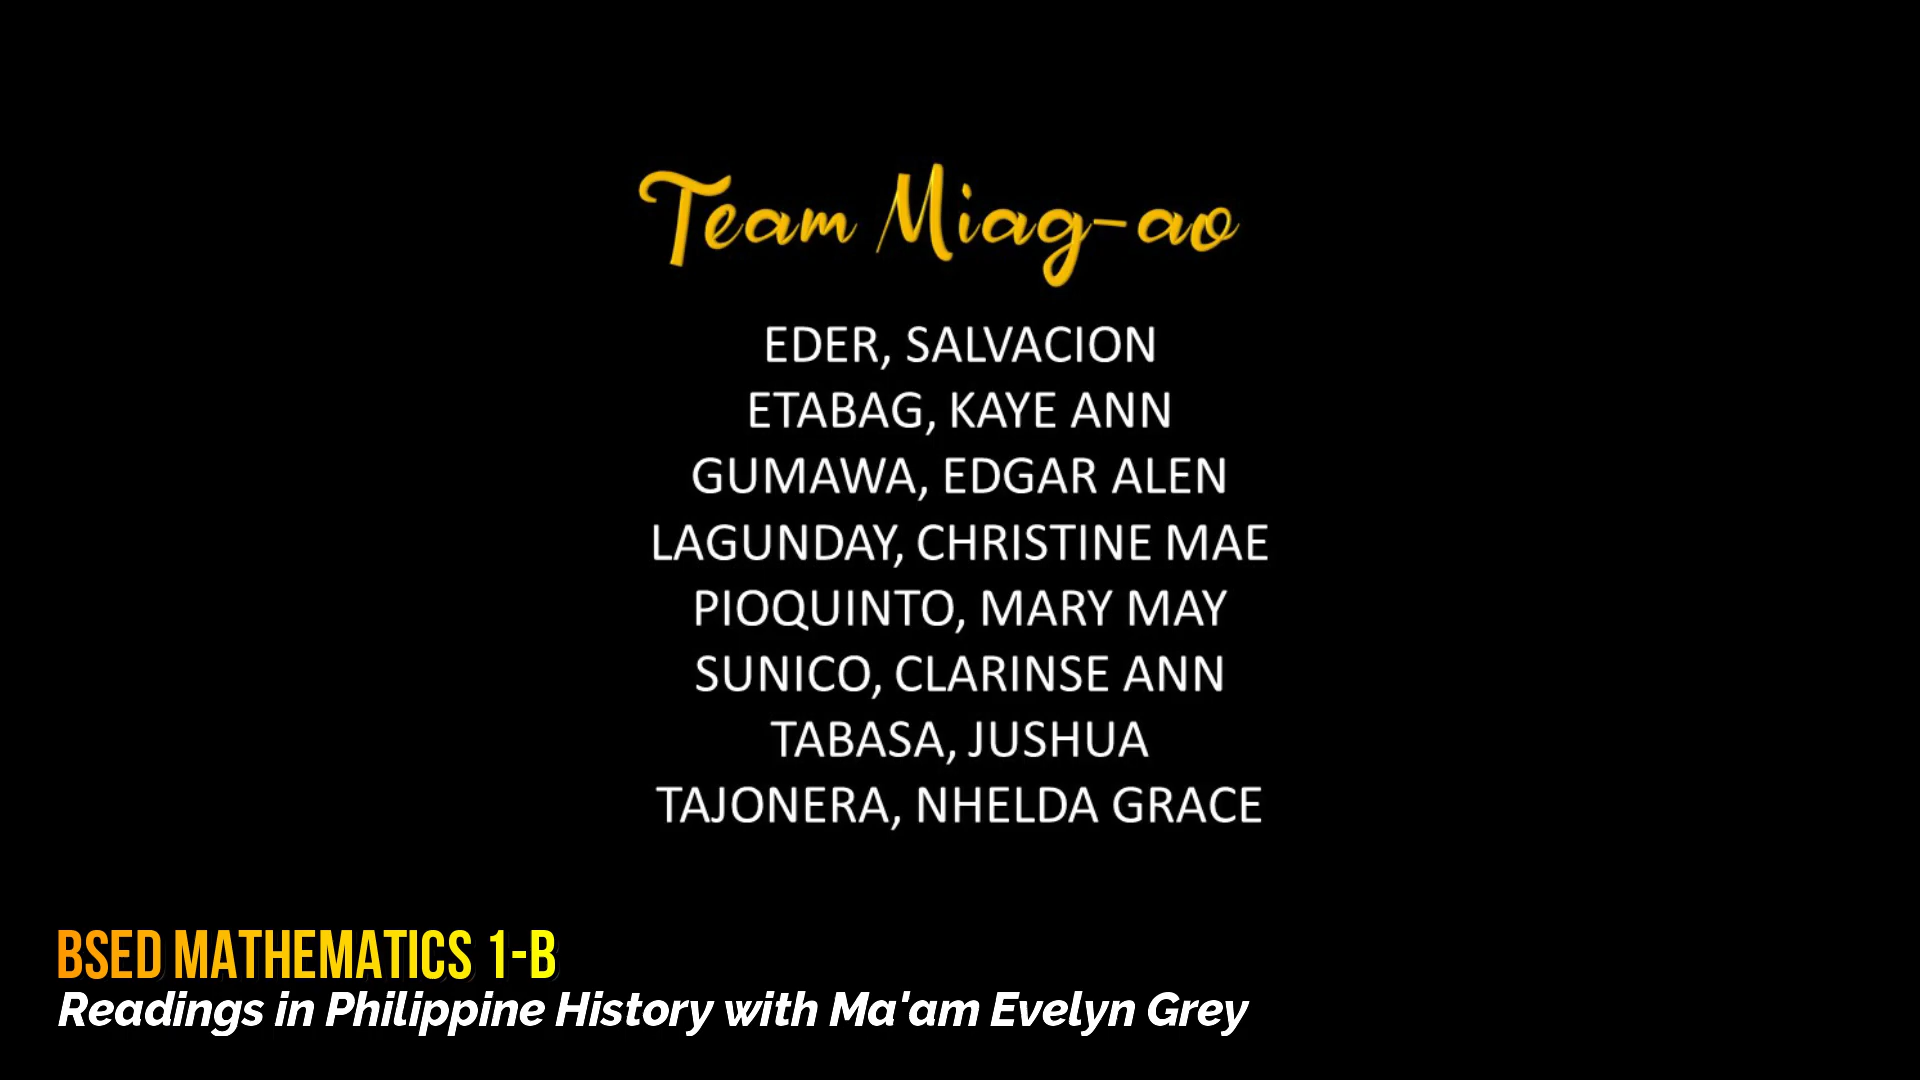 Team Miag-ao
EDER, SALVACION
ETABAG, KAYE ANN
GUMAWA, EDGAR ALEN
LAGUNDAY, CHRISTINE MAE
PIOQUINTO, MARY MAY
SUNICO, CLARINSE ANN
TABASA, JUSHUA
TAJONERA, NHELDA GRACE
BSED MATHEMATICS 1-B
Readings in Philippine History with Ma'am Evelyn Grey